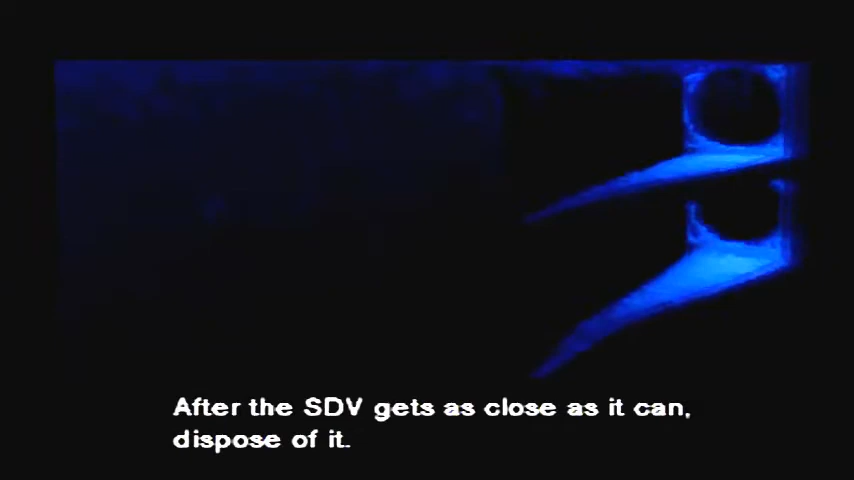 After the SDV gets as close as it can,
dispose of it.